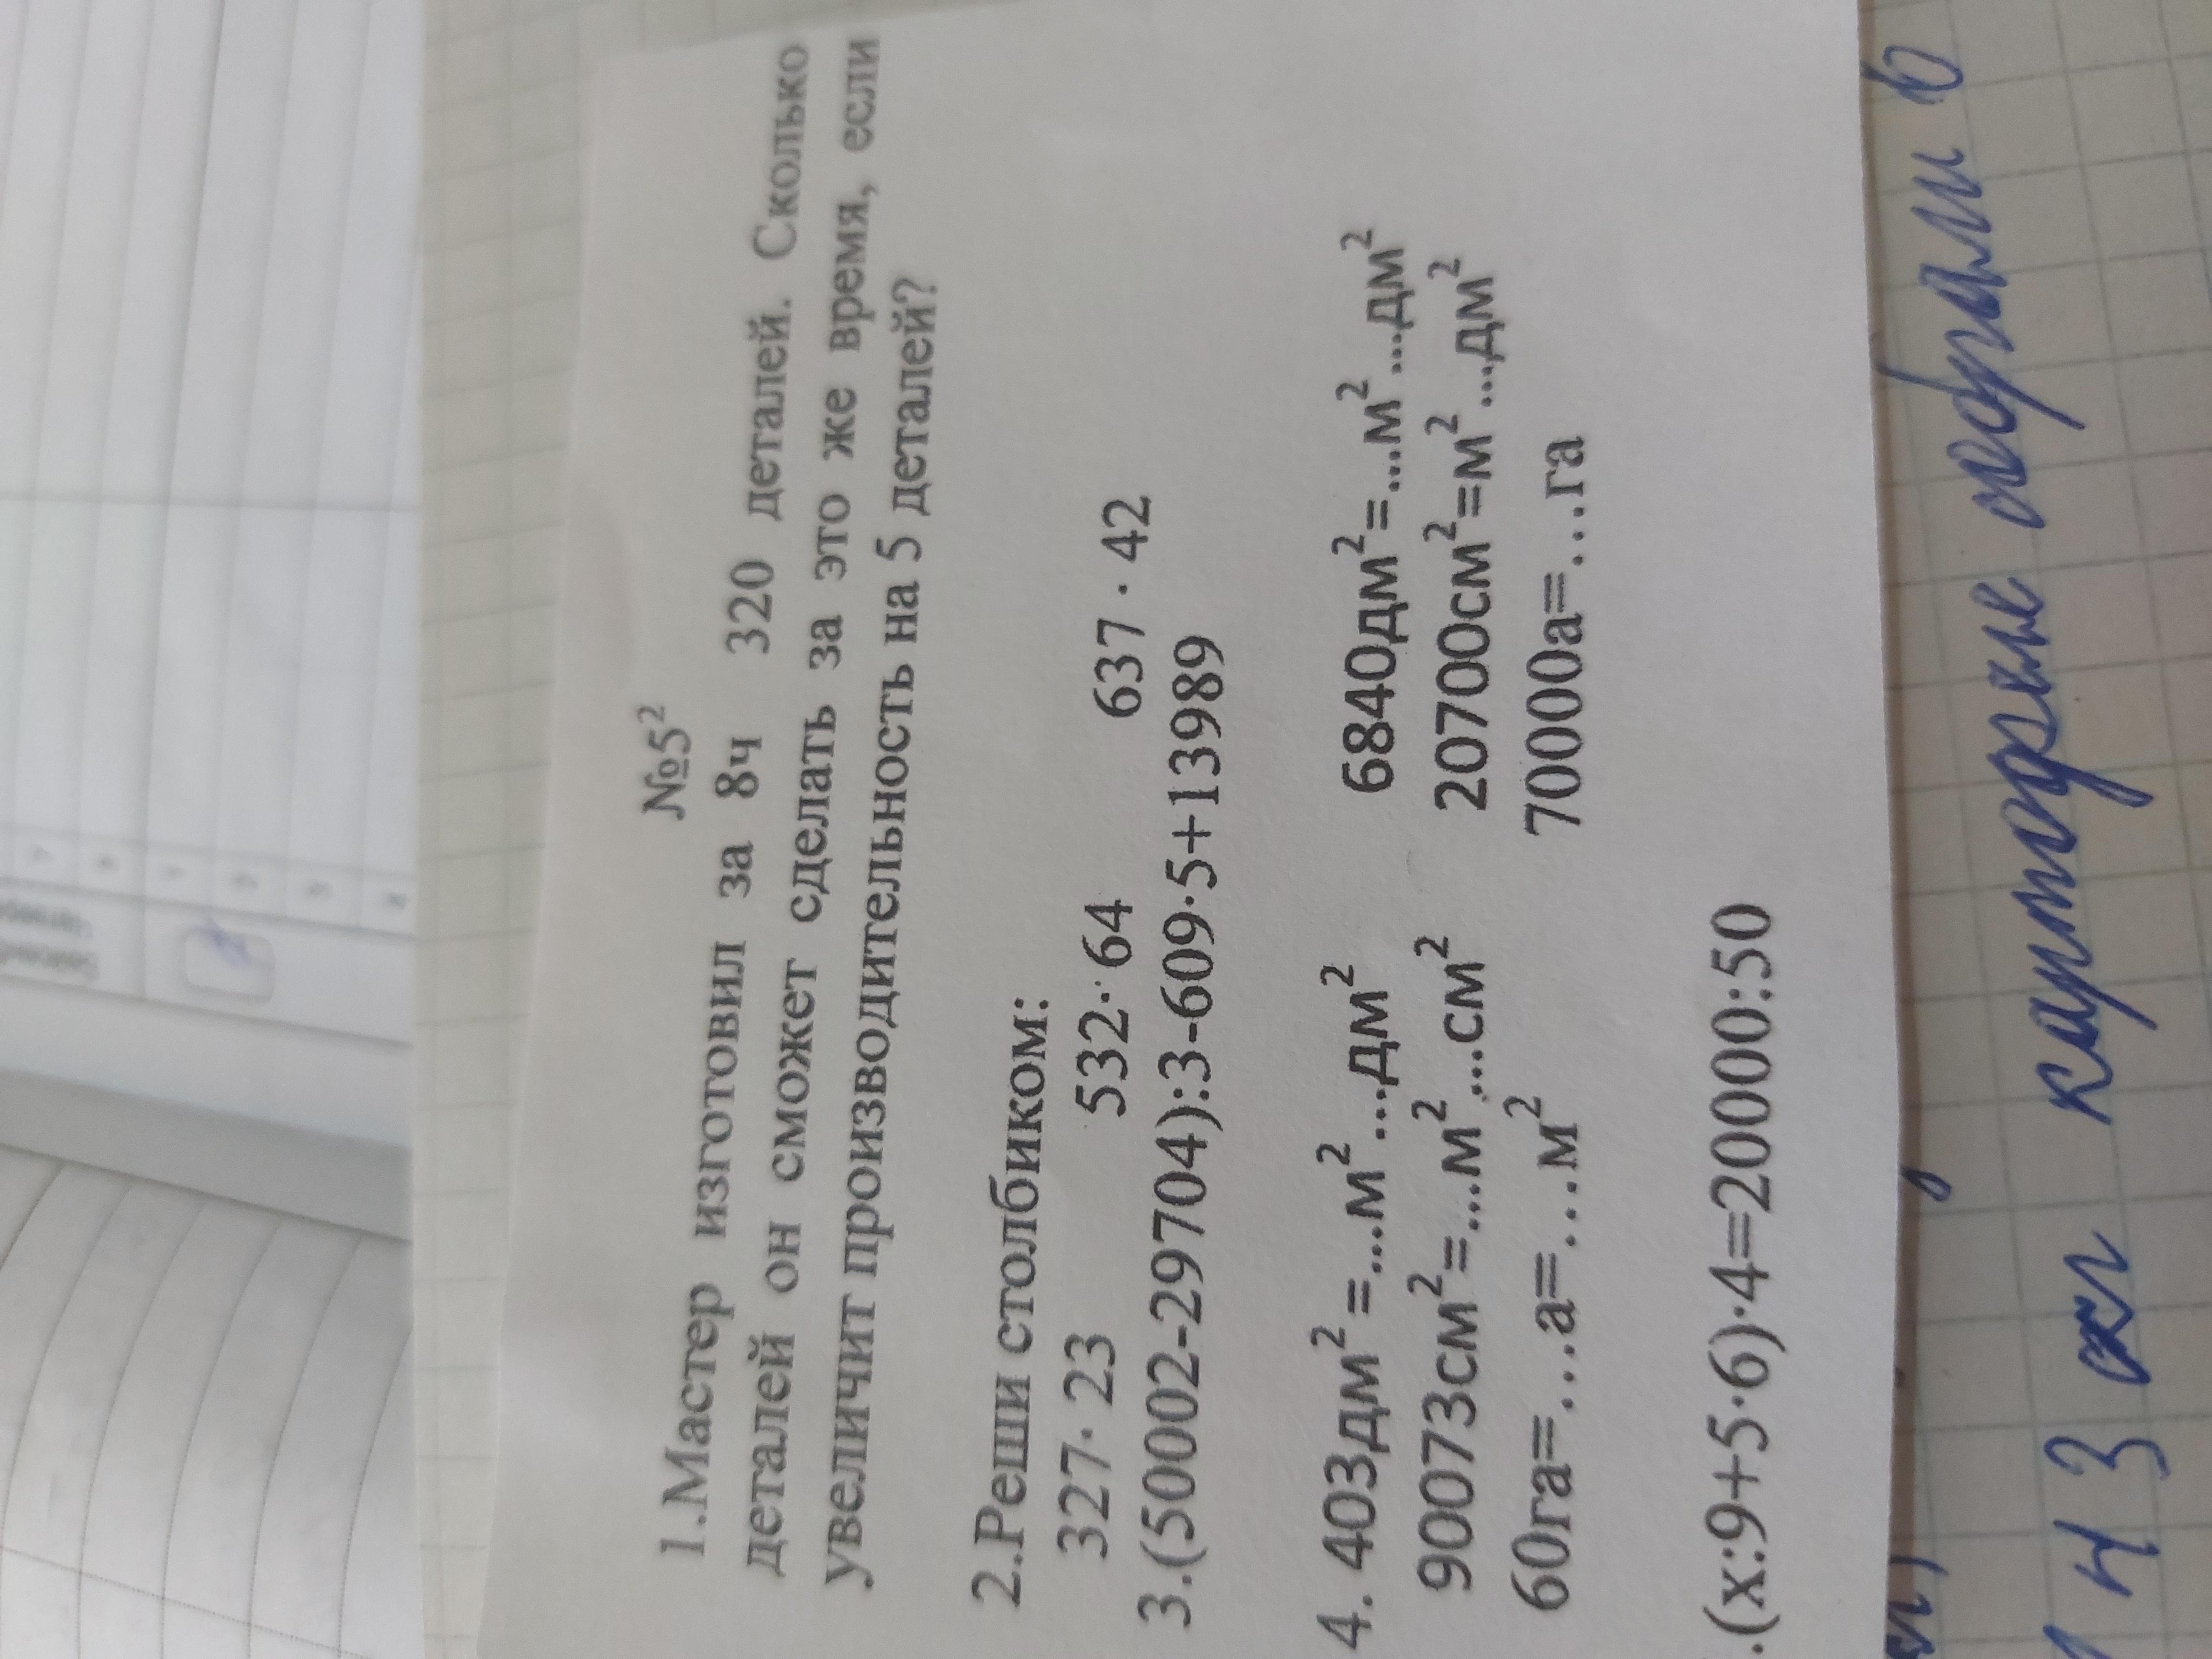 №5²
1.Мастер изготовил за 8ч 320 деталей. Сколько
деталей он сможет сделать за это же время, если
увеличит производительность на 5 деталей?
2.Реши столбиком:
327· 23 532· 64 637 · 42
3.(50002-29704):3-609·5+13989
4. 403дм²=...м²...дм² 6840дм²=...м²...дм²
90073см²=...м²...см² 20700см²=м²...дм²
60га=...а=...м² 70000а=...га
.(х:9+5·6)·4=20000:50
картофелем
н 3